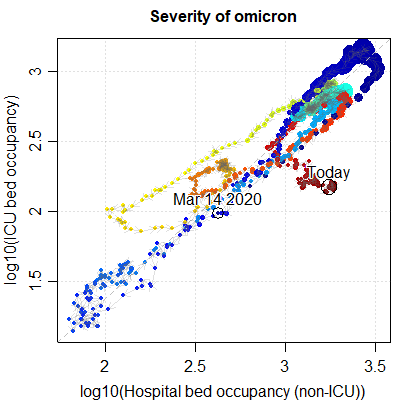 Severity of omicron
log10(ICU bed occupancy)
3
2.5
2
1.5
Today
Mar 14 2020
2
2.5
3
3.5
log10(Hospital bed occupancy (non-ICU))